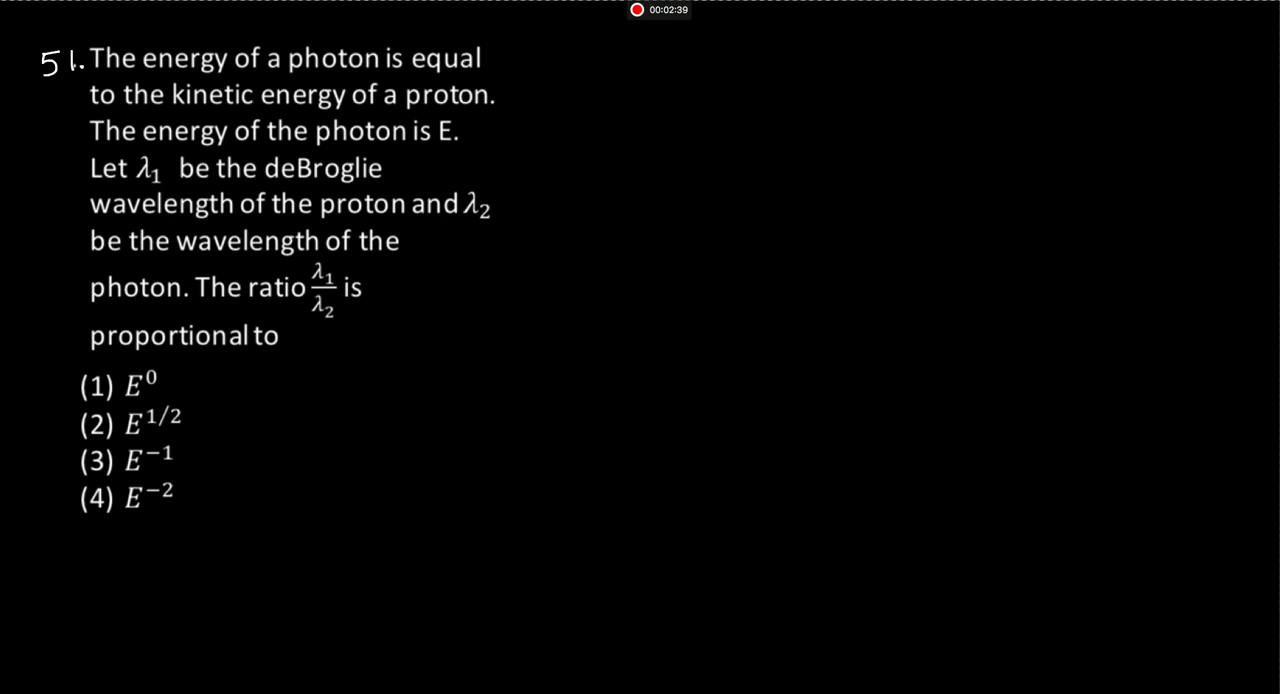 00:02:39
51. The energy of a photon is equal
to the kinetic energy of a proton.
The energy of the photon is E.
Let λ₁ be the deBroglie
wavelength of the proton and λ₂
be the wavelength of the
photon. The ratio λ₁/λ₂ is
proportional to
(1) E⁰
(2) E^{1/2}
(3) E⁻¹
(4) E⁻²